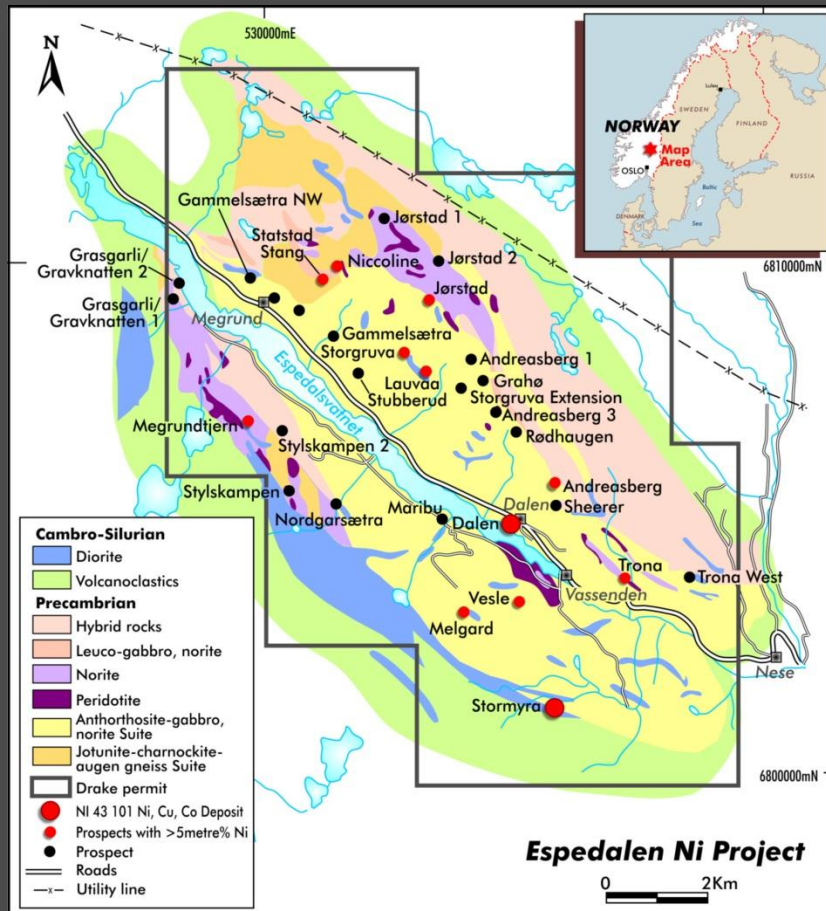 530000mE
N
NORWAY
Map
Area
OSLO
SWEDEN
FINLAND
Lulea
RUSSIA
Baltic
Sea
DENMARK
6810000mN
Gammelsætra NW
Statstad
Stang
Niccoline
Jørstad 1
Jørstad 2
Jørstad
Grasgarli/
Gravknatten 2
Grasgarli/
Gravknatten 1
Megrund
Gammelsætra
Storgruva
Lauvåa
Stubberud
Espedalsvatnet
Andreasberg 1
Grahø
Storgruva Extension
Andreasberg 3
Rødhaugen
Megrundtjern
Stylskampen 2
Stylskampen
Nordgarsætra
Maribu
Dalen
Dalen
Andreasberg
Sheerer
Trona
Trona West
Vassenden
Vesle
Melgard
Nese
Stormyra
6800000mN
Cambro-Silurian
Diorite
Volcanoclastics
Precambrian
Hybrid rocks
Leuco-gabbro, norite
Norite
Peridotite
Anthorthosite-gabbro,
norite Suite
Jotunite-charnockite-
augen gneiss Suite
Drake permit
NI 43 101 Ni, Cu, Co Deposit
Prospects with >5metre% Ni
Prospect
Roads
Utility line
Espedalen Ni Project
0 2Km